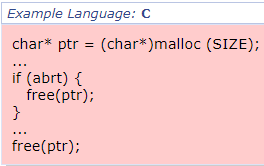 Example Language: C
char* ptr = (char*)malloc (SIZE);
...
if (abrt) {
free(ptr);
}
...
free(ptr);